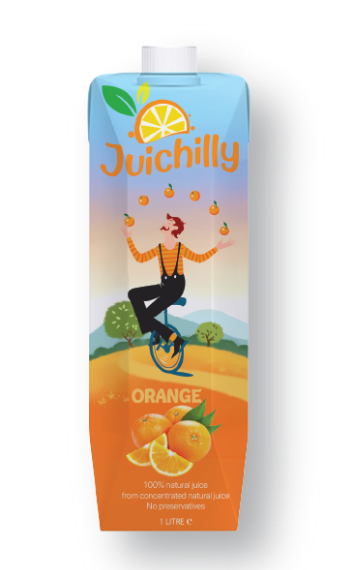 Juichilly
ORANGE
100% natural juice
from concentrated natural juice
No preservatives
1 LITRE ℮